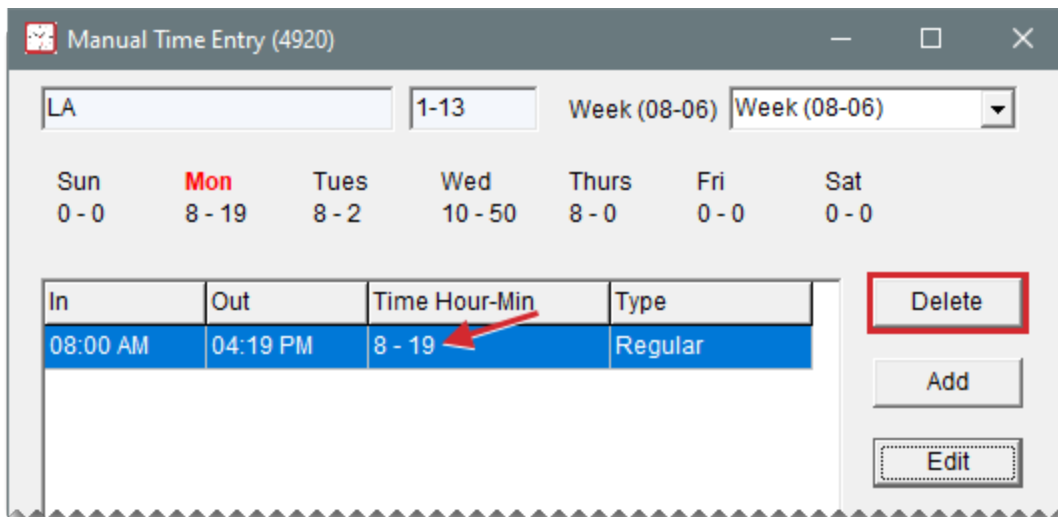 Manual Time Entry (4920)
LA 1-13 Week (08-06) Week (08-06)
Sun Mon Tues Wed Thurs Fri Sat
0 - 0 8 - 19 8 - 2 10 - 50 8 - 0 0 - 0 0 - 0
In Out Time Hour-Min Type Delete
08:00 AM 04:19 PM 8 - 19 Regular
Add
Edit